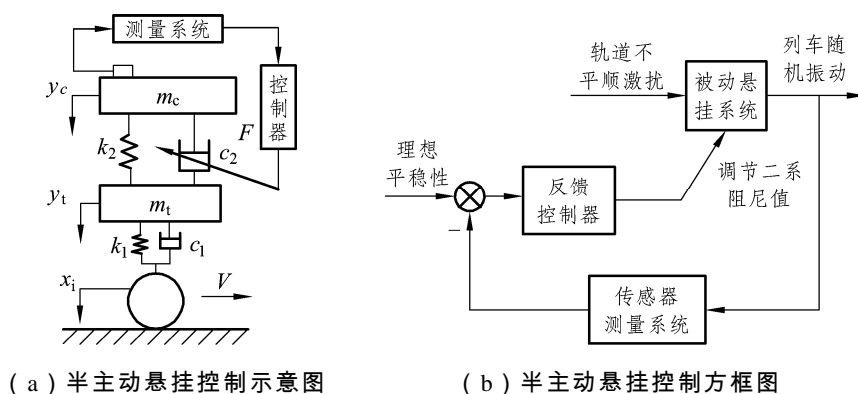 测量系统
控制器
y_c
m_c
F
k_2
c_2
y_t
m_t
k_1
c_1
x_i
V
(a)半主动悬挂控制示意图
轨道不
平顺激扰
被动悬
挂系统
列车随
机振动
理想
平稳性
反馈
控制器
调节二系
阻尼值
−
传感器
测量系统
(b)半主动悬挂控制方框图